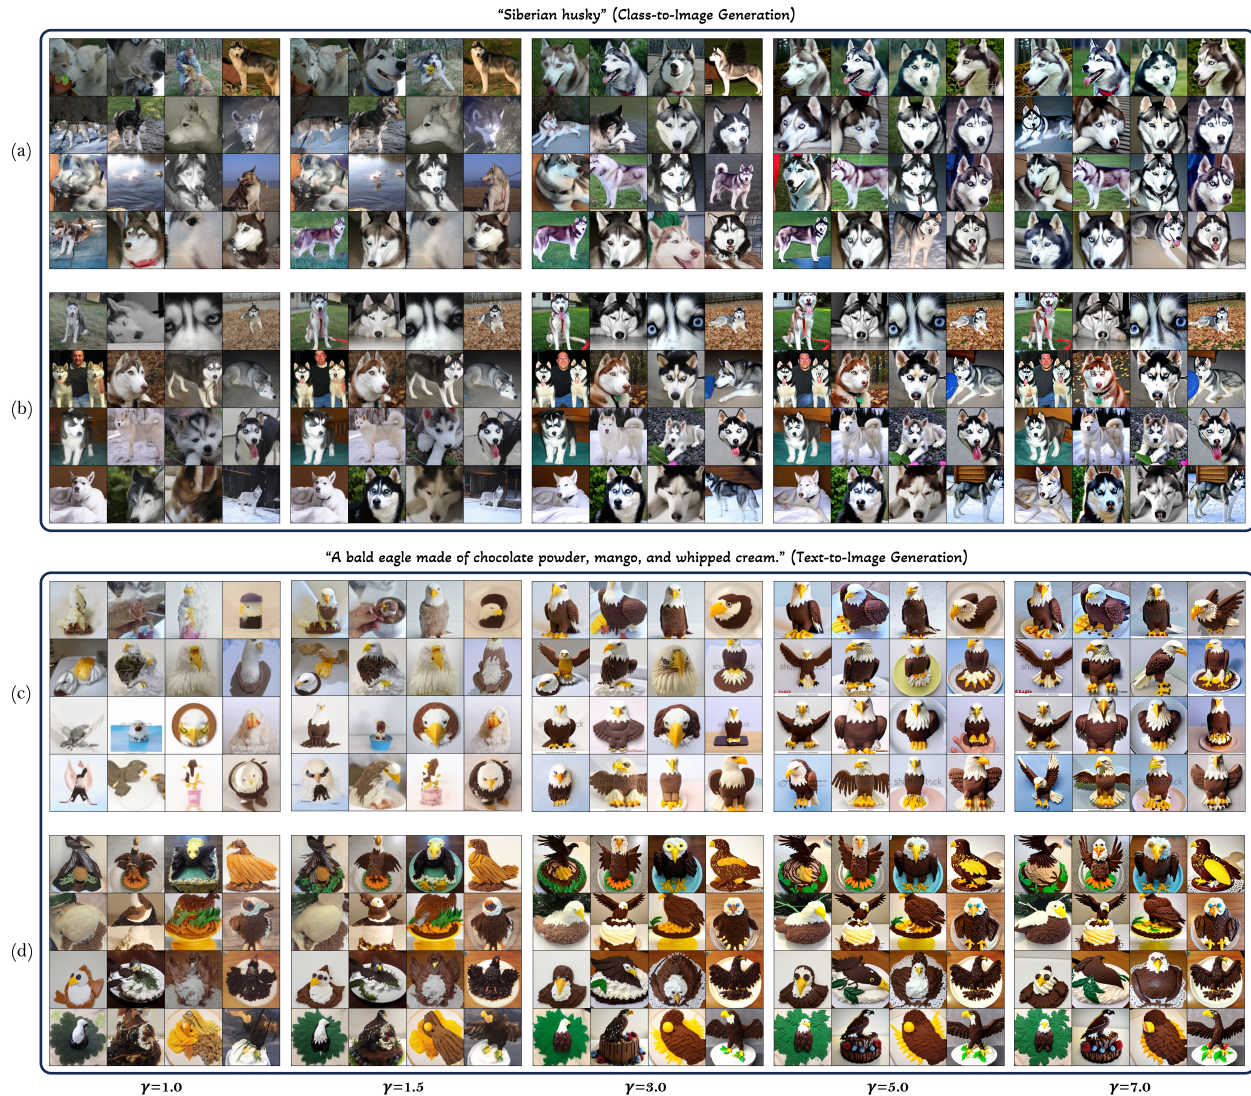 “Siberian husky” (Class-to-Image Generation)
(a)
(b)
“A bald eagle made of chocolate powder, mango, and whipped cream.” (Text-to-Image Generation)
(c)
(d)
γ=1.0 γ=1.5 γ=3.0 γ=5.0 γ=7.0